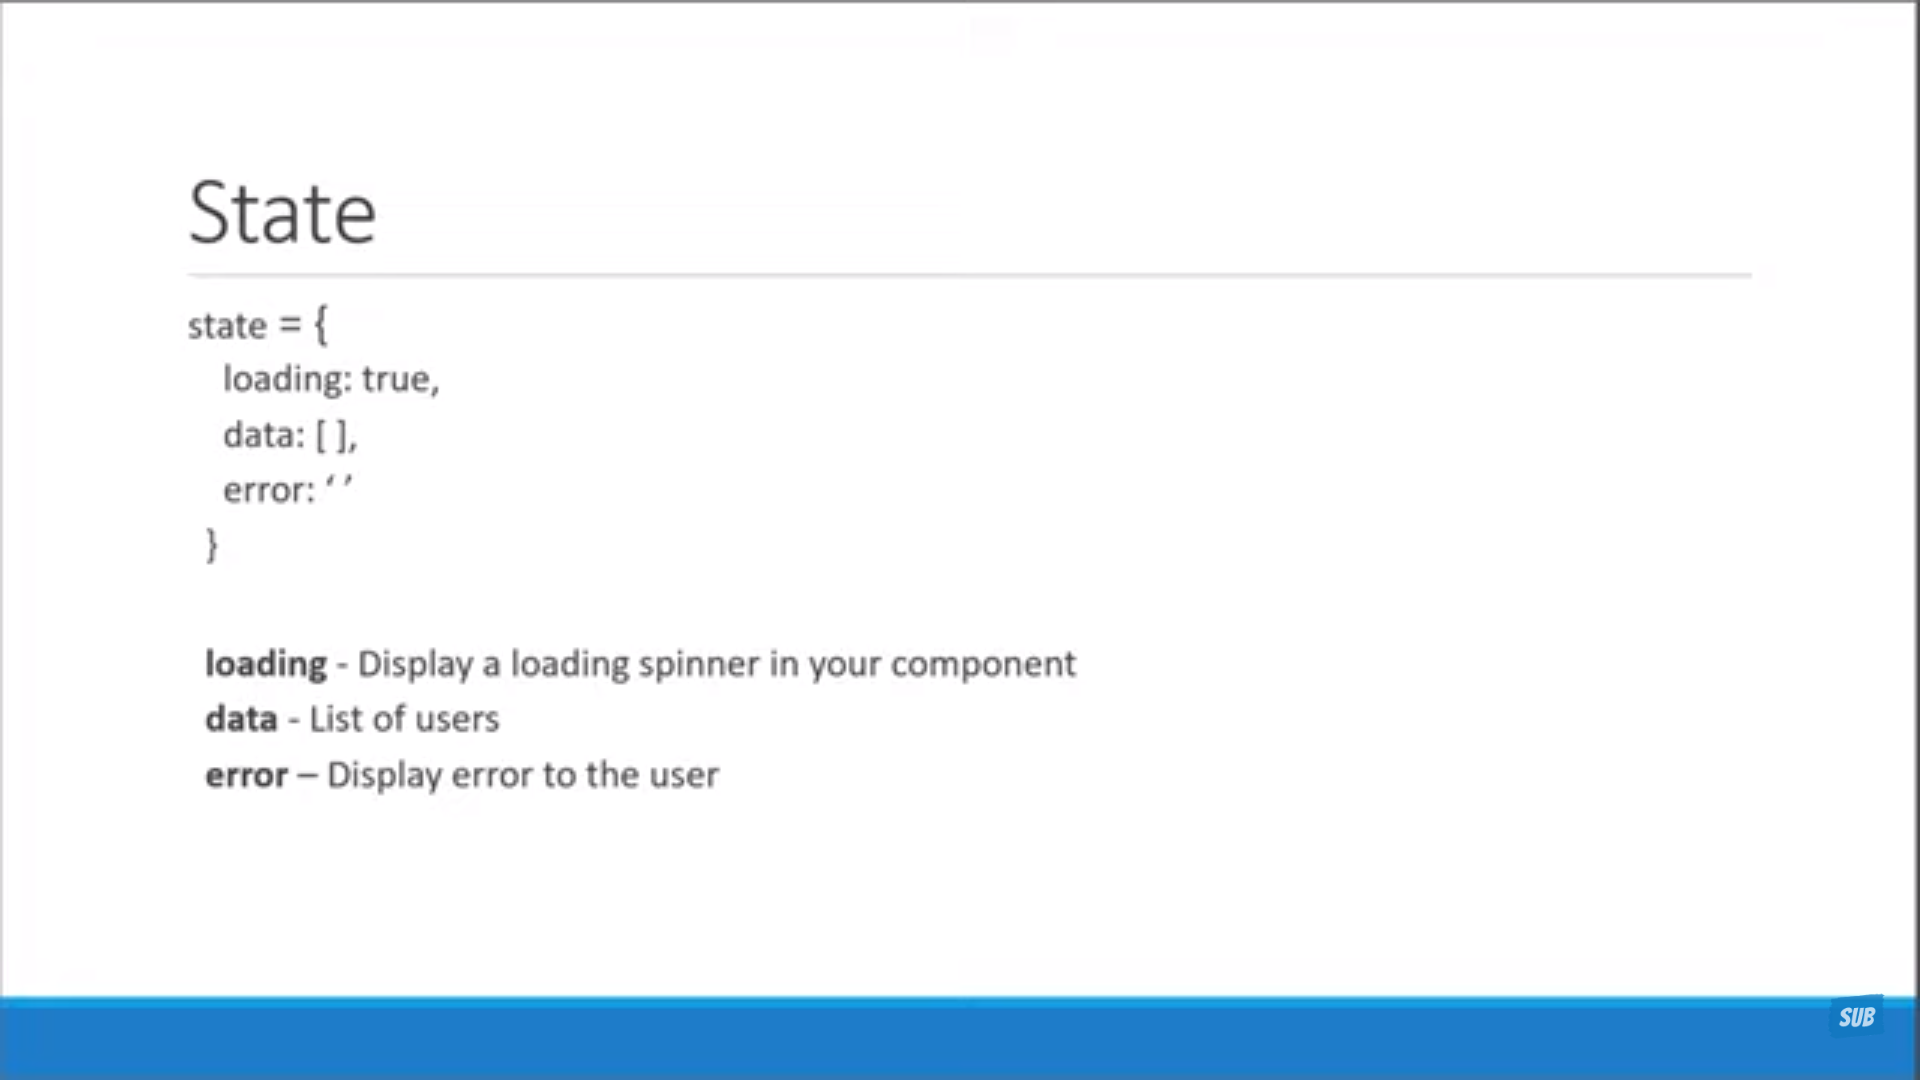 State
state = {
loading: true,
data: [ ],
error: ‘ ’
}
loading - Display a loading spinner in your component
data - List of users
error – Display error to the user
SUB